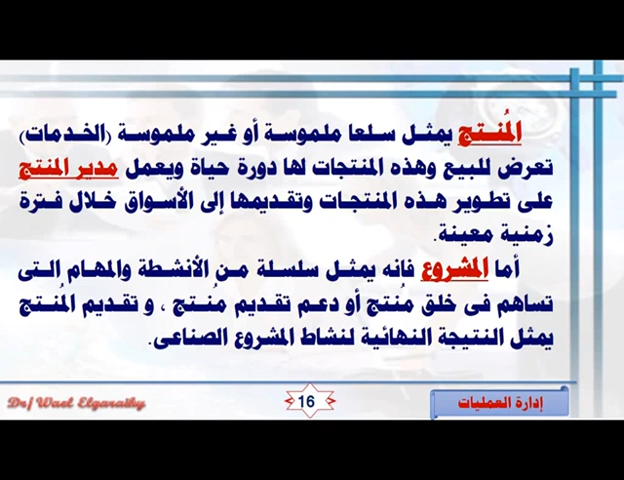 المُنتج يمثل سلعا ملموسة أو غير ملموسة (الخدمات)
تعرض للبيع وهذه المنتجات لها دورة حياة ويعمل مدير المنتج
على تطوير هذه المنتجات وتقديمها إلى الأسواق خلال فترة
زمنية معينة.
أما المشروع فانه يمثل سلسلة من الأنشطة والمهام التى
تساهم فى خلق مُنتج أو دعم تقديم مُنتج ، و تقديم المُنتج
يمثل النتيجة النهائية لنشاط المشروع الصناعى.
إدارة العمليات
16
Dr/ Wael Elgaraihy